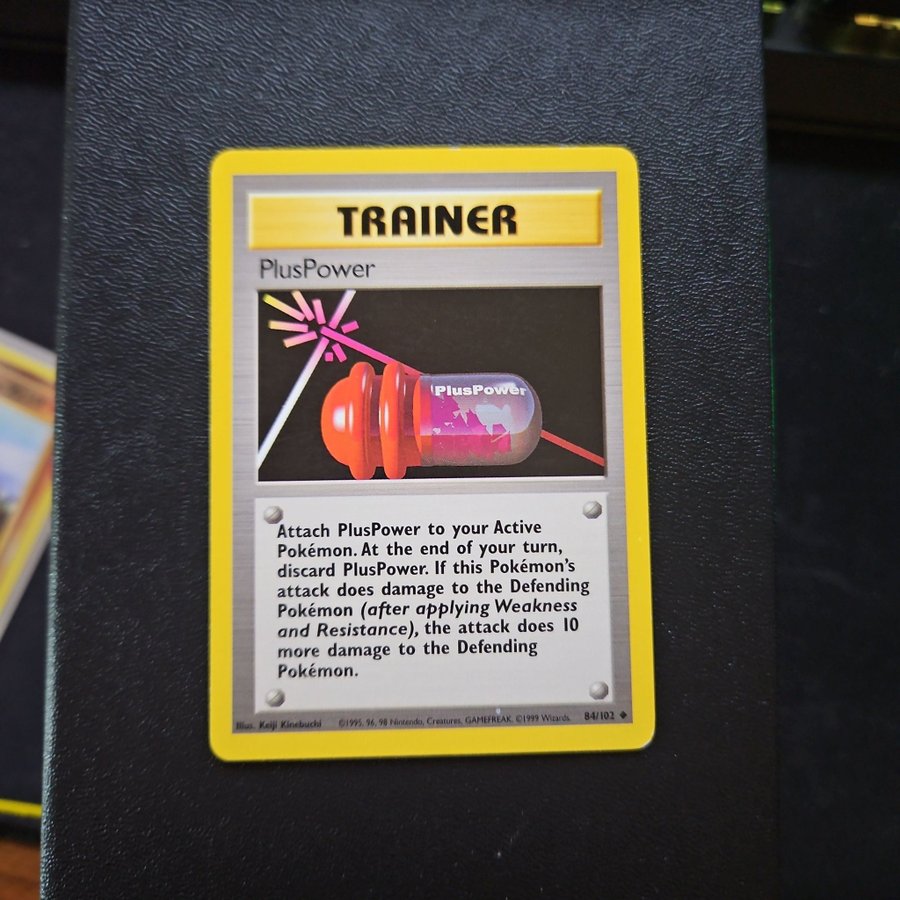 TRAINER
PlusPower
PlusPower
Attach PlusPower to your Active
Pokémon. At the end of your turn,
discard PlusPower. If this Pokémon's
attack does damage to the Defending
Pokémon (after applying Weakness
and Resistance), the attack does 10
more damage to the Defending
Pokémon.
Illus. Keiji Kinebuchi ©1995, 96, 98 Nintendo, Creatures, GAMEFREAK. ©1999 Wizards. 84/102